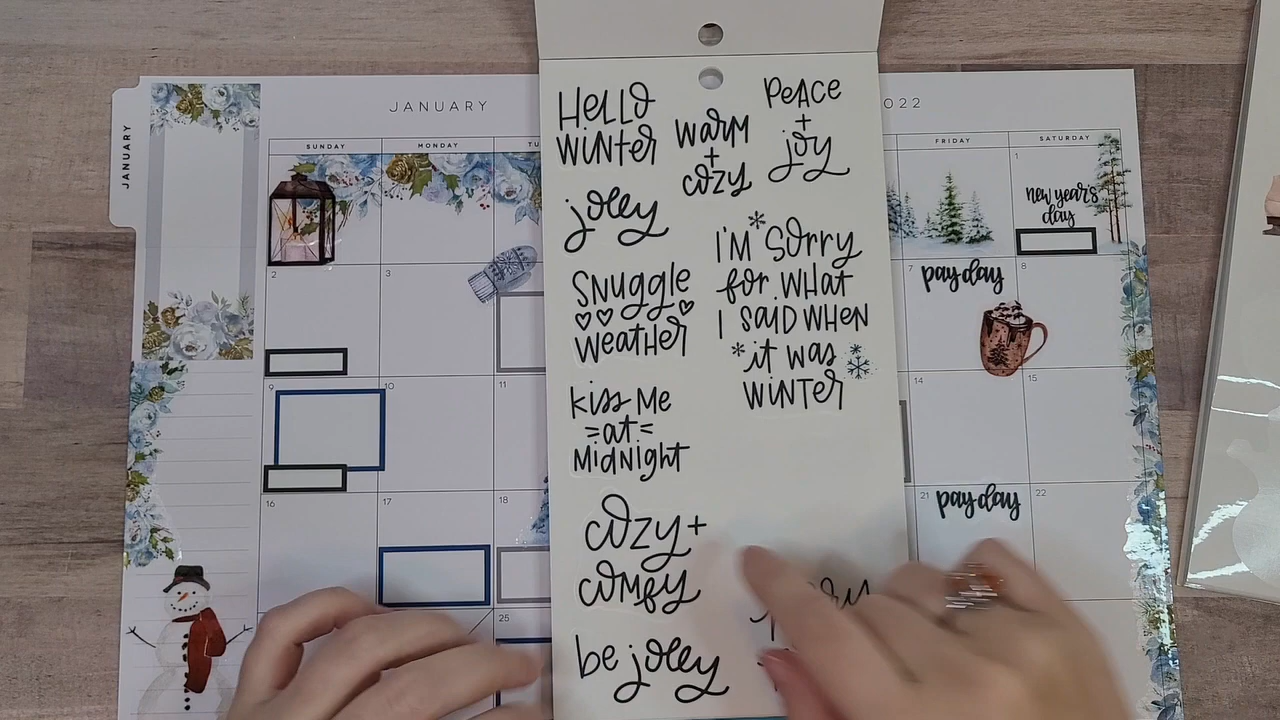 JANUARY
2022
JANUARY
SUNDAY
MONDAY
TU
FRIDAY
SATURDAY
Hello
winter
warm
+
cozy
Peace
+
joy
jolly
Snuggle
weather
I'm sorry
for what
I said when
it was
winter
kiss me
=at=
midnight
cozy +
comfy
be jolly
1
new year's
day
2
3
7
payday
8
9
10
11
14
15
16
17
18
21
payday
22
25